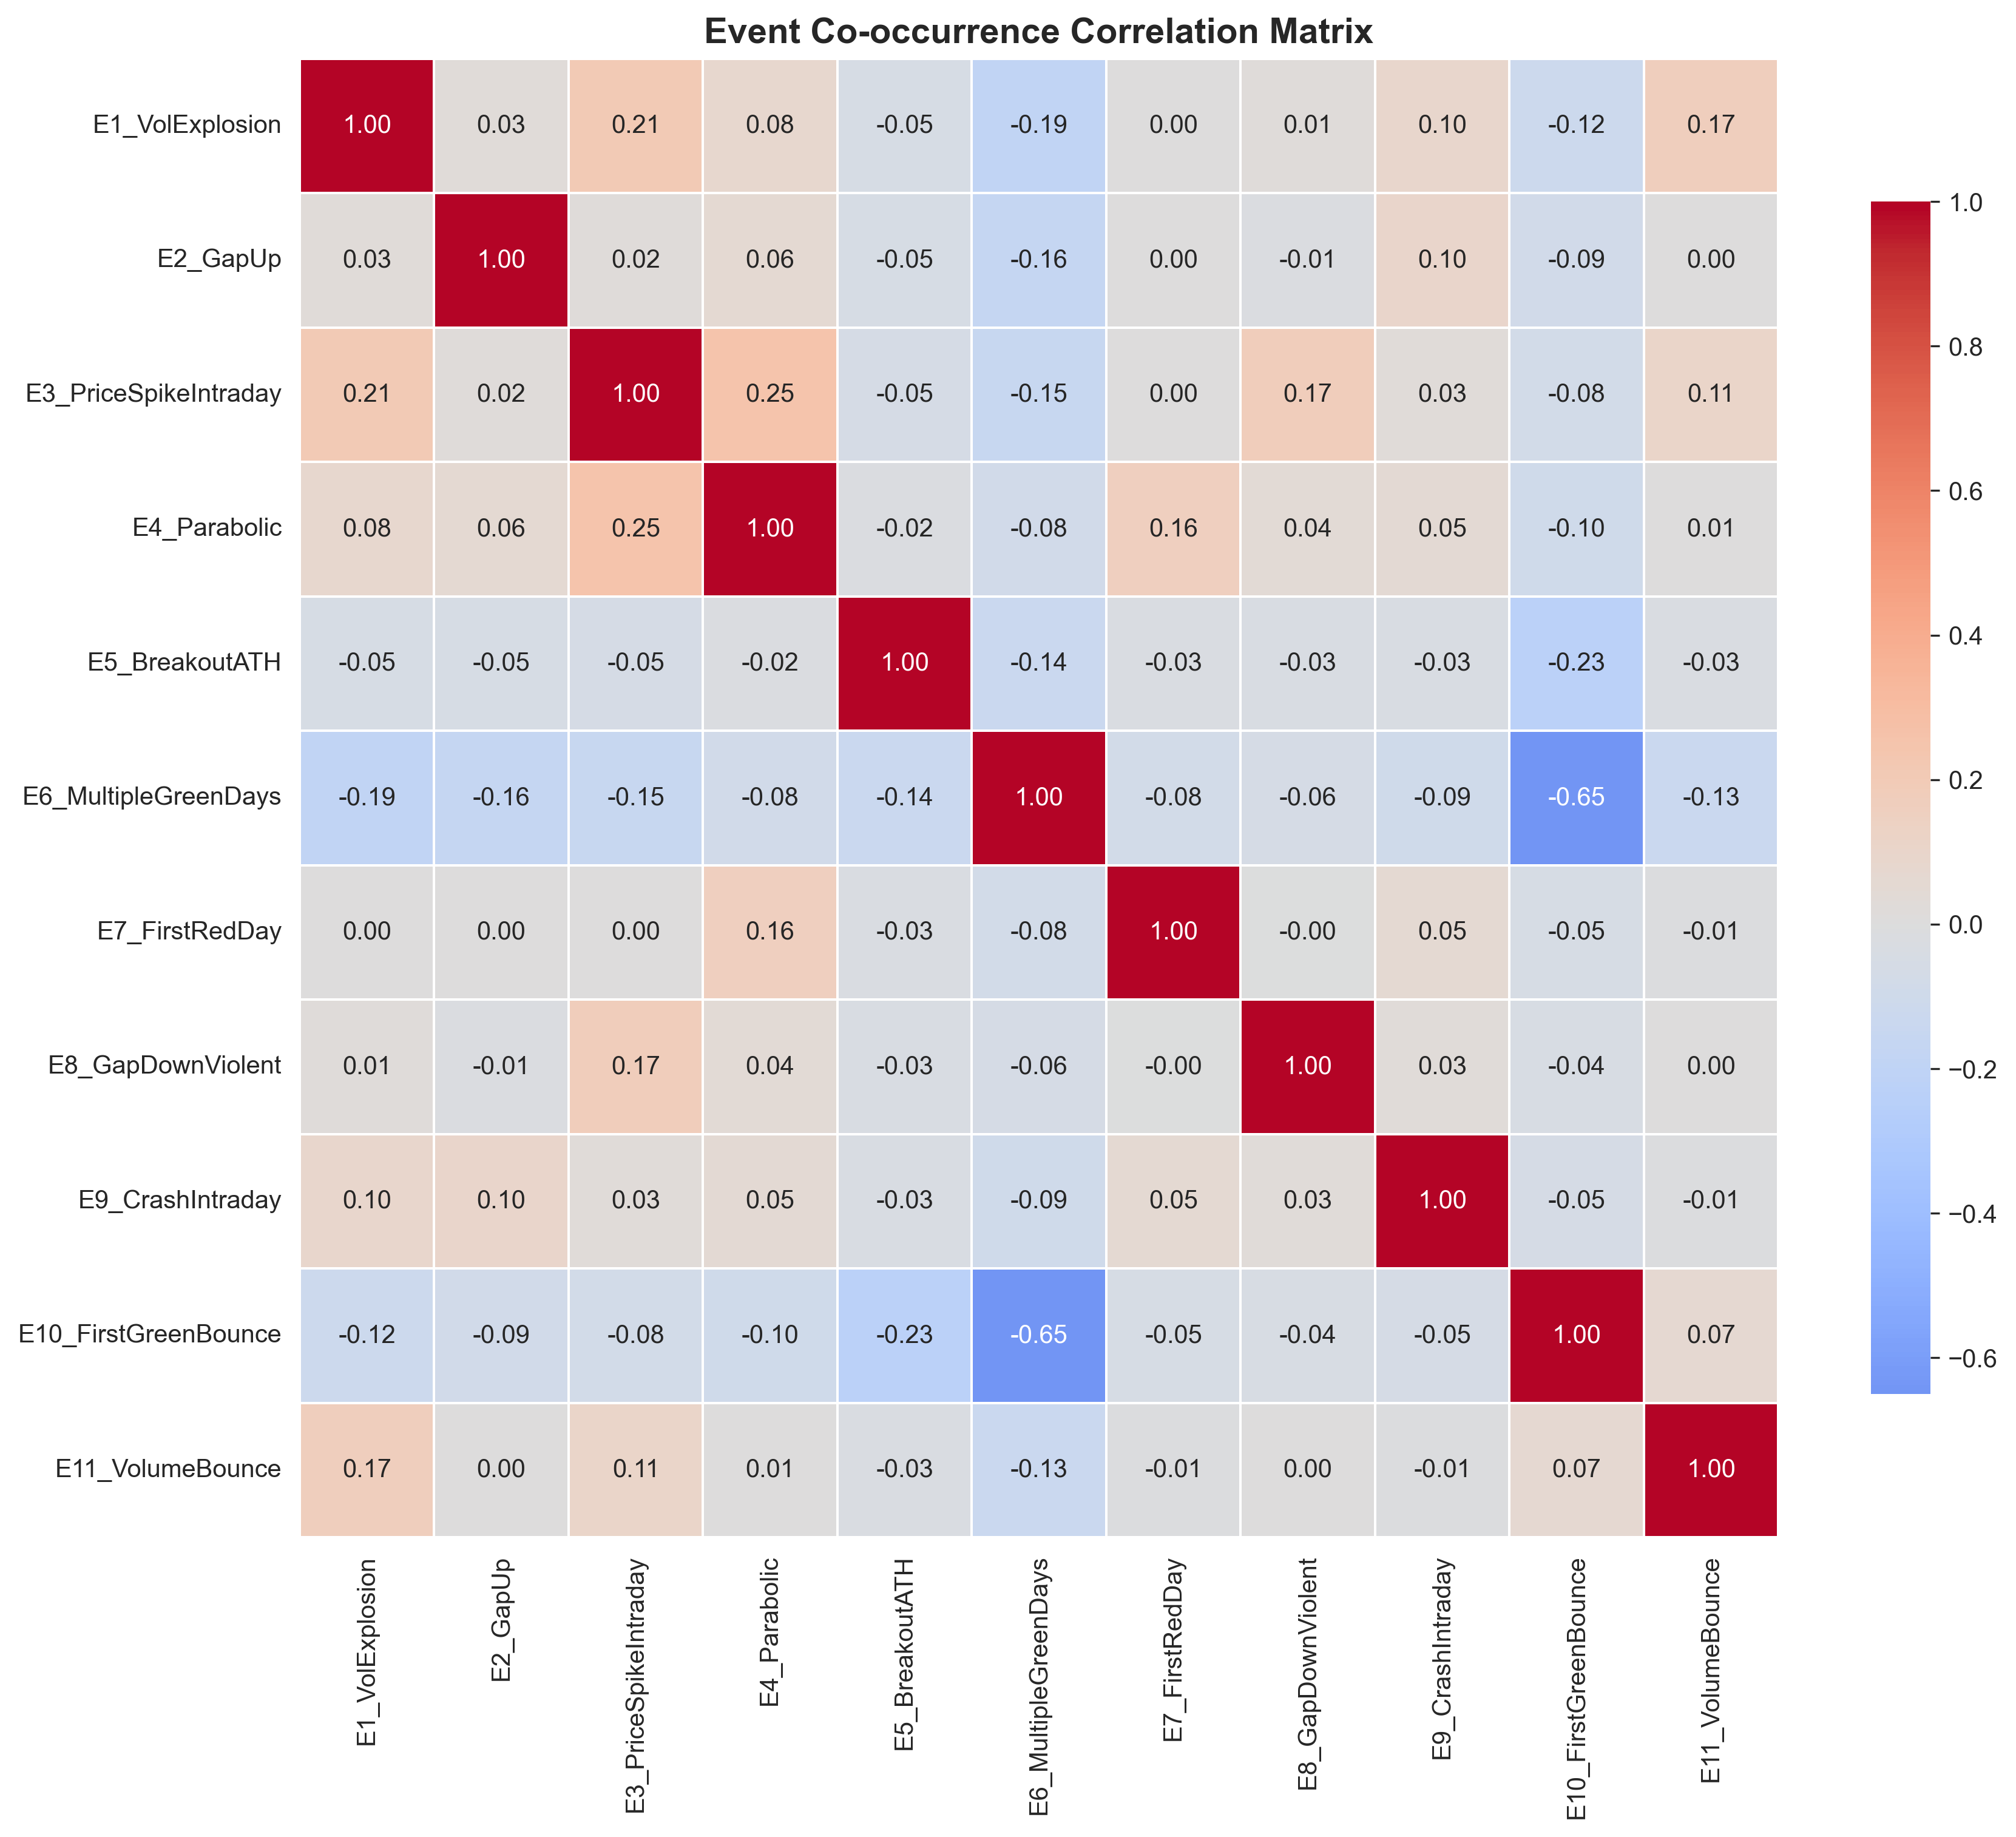 Event Co-occurrence Correlation Matrix
E1_VolExplosion 1.00 0.03 0.21 0.08 -0.05 -0.19 0.00 0.01 0.10 -0.12 0.17
E2_GapUp 0.03 1.00 0.02 0.06 -0.05 -0.16 0.00 -0.01 0.10 -0.09 0.00
E3_PriceSpikeIntraday 0.21 0.02 1.00 0.25 -0.05 -0.15 0.00 0.17 0.03 -0.08 0.11
E4_Parabolic 0.08 0.06 0.25 1.00 -0.02 -0.08 0.16 0.04 0.05 -0.10 0.01
E5_BreakoutATH -0.05 -0.05 -0.05 -0.02 1.00 -0.14 -0.03 -0.03 -0.03 -0.23 -0.03
E6_MultipleGreenDays -0.19 -0.16 -0.15 -0.08 -0.14 1.00 -0.08 -0.06 -0.09 -0.65 -0.13
E7_FirstRedDay 0.00 0.00 0.00 0.16 -0.03 -0.08 1.00 -0.00 0.05 -0.05 -0.01
E8_GapDownViolent 0.01 -0.01 0.17 0.04 -0.03 -0.06 -0.00 1.00 0.03 -0.04 0.00
E9_CrashIntraday 0.10 0.10 0.03 0.05 -0.03 -0.09 0.05 0.03 1.00 -0.05 -0.01
E10_FirstGreenBounce -0.12 -0.09 -0.08 -0.10 -0.23 -0.65 -0.05 -0.04 -0.05 1.00 0.07
E11_VolumeBounce 0.17 0.00 0.11 0.01 -0.03 -0.13 -0.01 0.00 -0.01 0.07 1.00
E1_VolExplosion
E2_GapUp
E3_PriceSpikeIntraday
E4_Parabolic
E5_BreakoutATH
E6_MultipleGreenDays
E7_FirstRedDay
E8_GapDownViolent
E9_CrashIntraday
E10_FirstGreenBounce
E11_VolumeBounce
1.0
0.8
0.6
0.4
0.2
0.0
−0.2
−0.4
−0.6